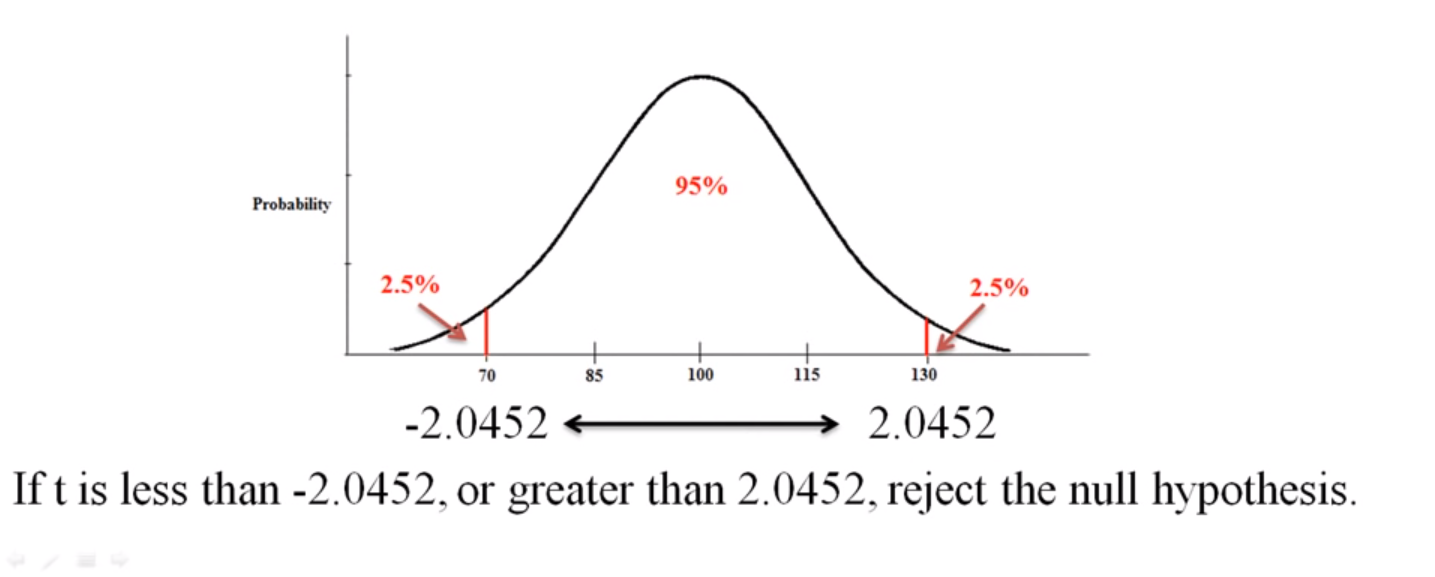 95%
Probability
2.5%
2.5%
70 85 100 115 130
-2.0452 2.0452
If t is less than -2.0452, or greater than 2.0452, reject the null hypothesis.